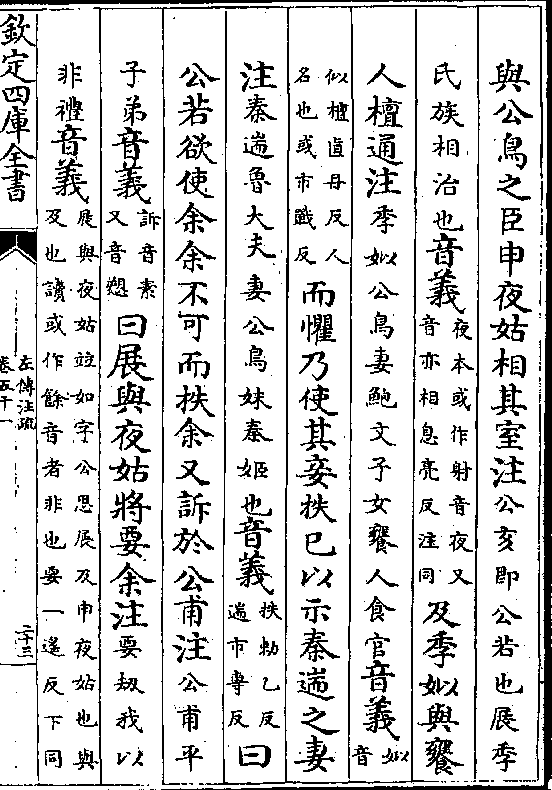 與公鳥之臣申夜姑相其室注公亥即公若也展季
氏族相治也音義夜本或作射音夜又音亦相息亮反注同及季姒與饔
人檀通注季姒公鳥妻鮑文子女饔人食官音義姒音
似檀直丹反人名也或市戰反而懼乃使其妾抶已以示秦遄之妻
注秦遄魯大夫妻公鳥妹秦姬也音義抶勑乙反遄市專反曰
公若欲使余余不可而抶余又訴於公甫注公甫平
子弟音義訴音素又音愬曰展與夜姑將要余注要刼我以
非禮音義展與夜姑竝如字公思展及申夜姑也與及也讀或作餘音者非也要一遥反下同
欽定四庫全書
左傳注疏
卷五十一
二十三